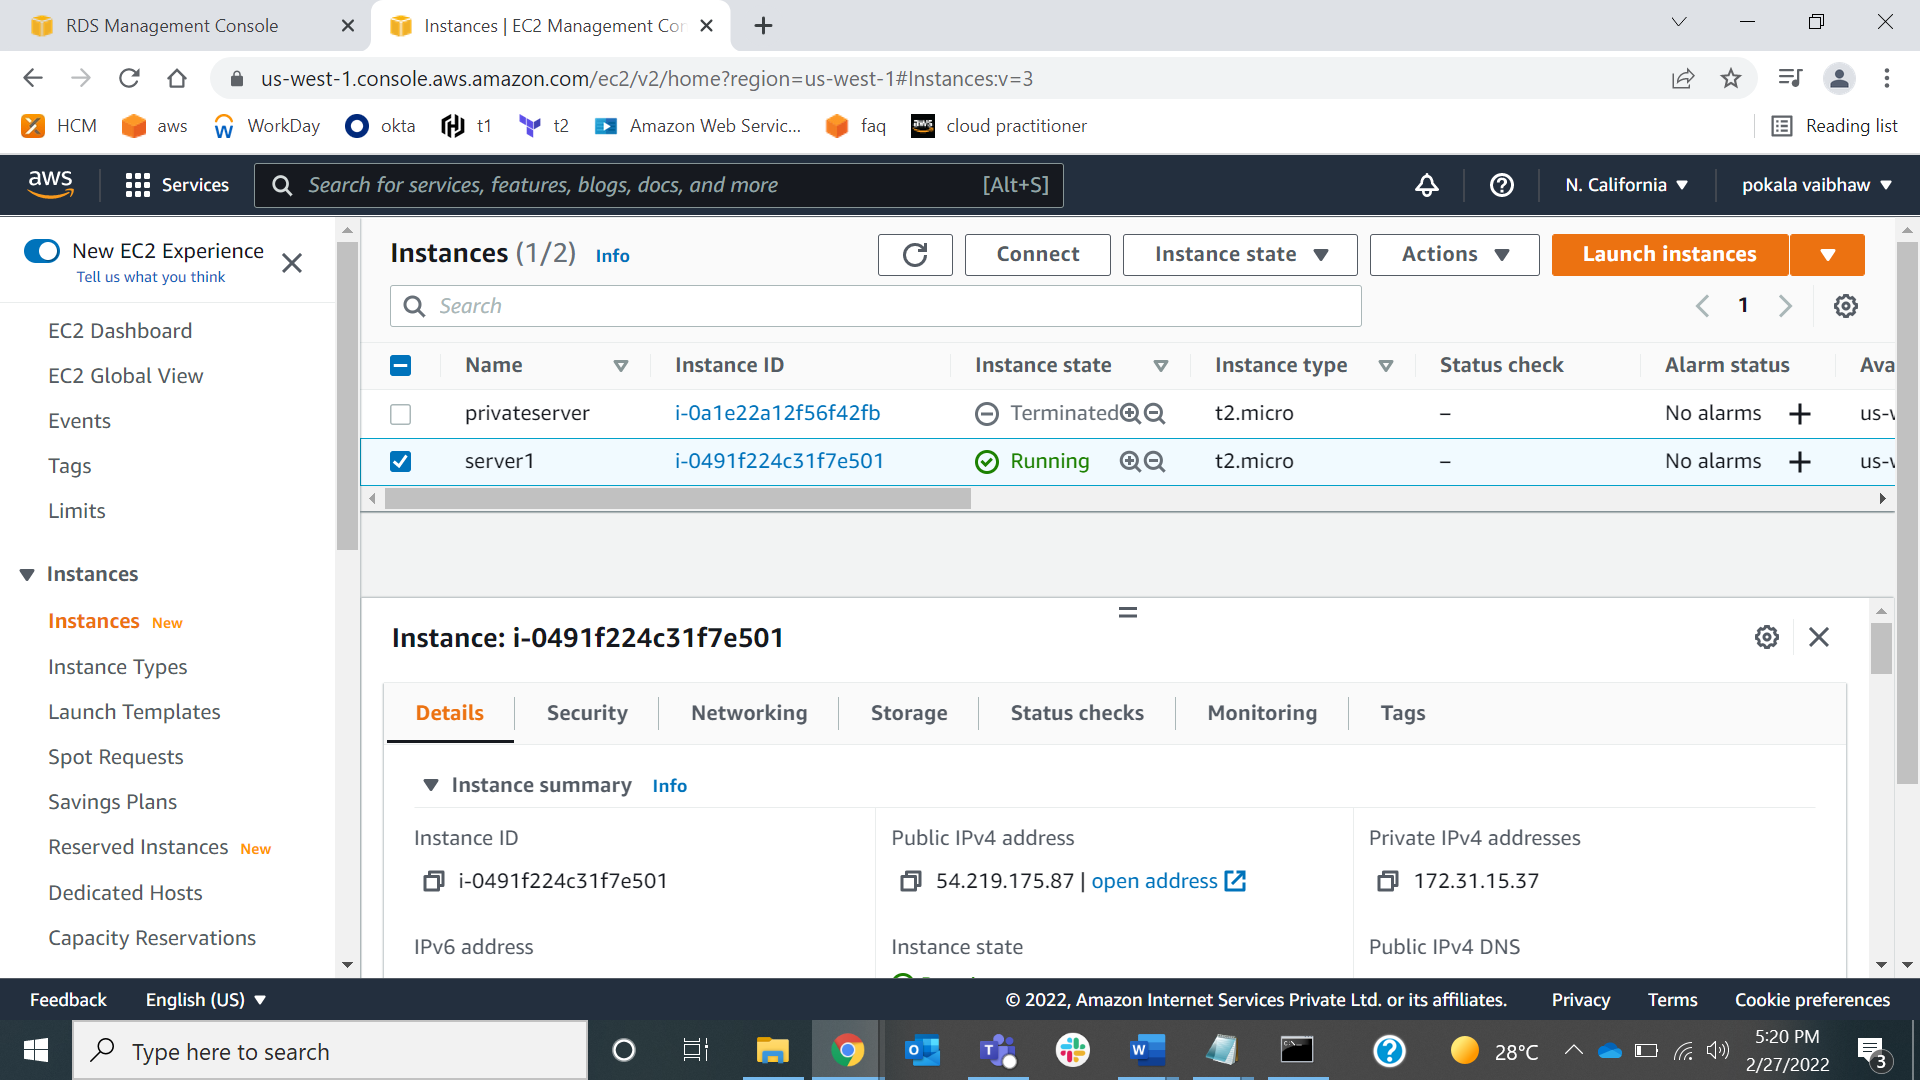 RDS Management Console
Instances | EC2 Management Con
us-west-1.console.aws.amazon.com/ec2/v2/home?region=us-west-1#Instances:v=3
HCM aws WorkDay okta t1 t2 Amazon Web Servic... faq aws cloud practitioner Reading list
aws Services Search for services, features, blogs, docs, and more [Alt+S] N. California pokala vaibhaw
New EC2 Experience
Tell us what you think
EC2 Dashboard
EC2 Global View
Events
Tags
Limits
Instances
Instances New
Instance Types
Launch Templates
Spot Requests
Savings Plans
Reserved Instances New
Dedicated Hosts
Capacity Reservations
Instances (1/2) Info Connect Instance state Actions Launch instances
Search 1
Name Instance ID Instance state Instance type Status check Alarm status Ava
privateserver i-0a1e22a12f56f42fb Terminated t2.micro – No alarms + us-w
server1 i-0491f224c31f7e501 Running t2.micro – No alarms + us-w
Instance: i-0491f224c31f7e501
Details Security Networking Storage Status checks Monitoring Tags
Instance summary Info
Instance ID
i-0491f224c31f7e501
Public IPv4 address
54.219.175.87 | open address
Private IPv4 addresses
172.31.15.37
IPv6 address
Instance state
Public IPv4 DNS
Feedback English (US) © 2022, Amazon Internet Services Private Ltd. or its affiliates. Privacy Terms Cookie preferences
Type here to search
28°C
5:20 PM
2/27/2022
3